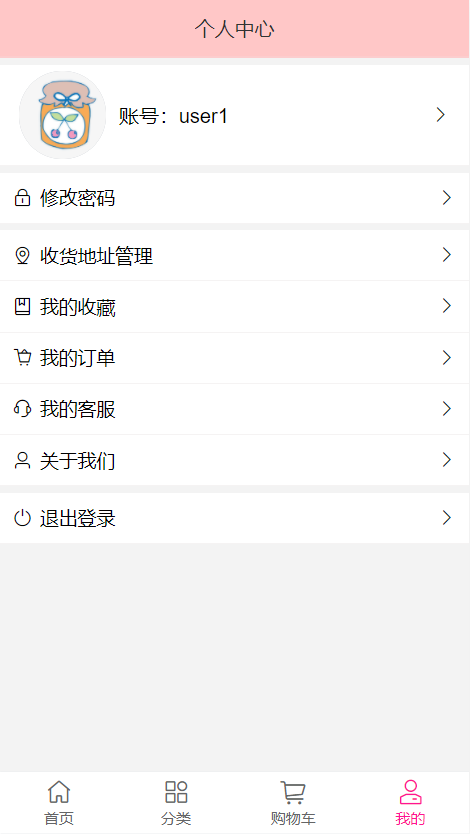 个人中心
账号：user1
修改密码
收货地址管理
我的收藏
我的订单
我的客服
关于我们
退出登录
首页 分类 购物车 我的